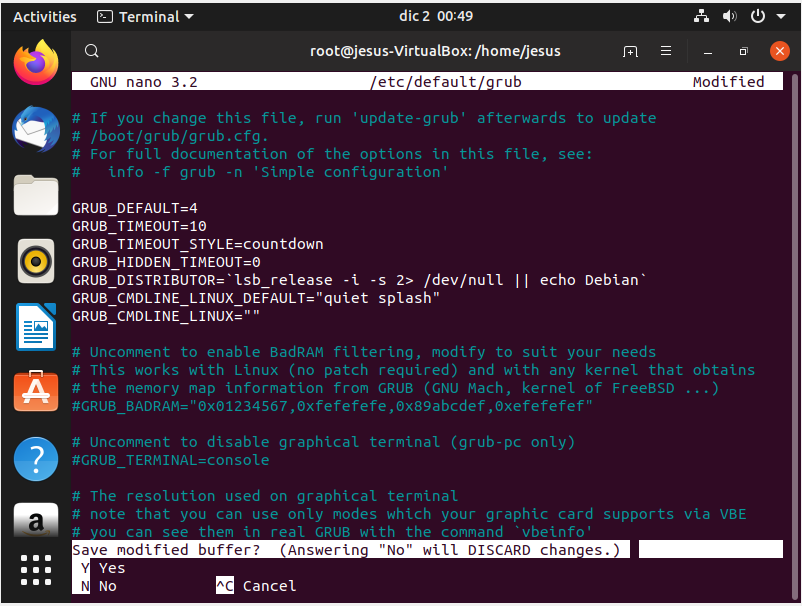 Activities Terminal dic 2 00:49
root@jesus-VirtualBox: /home/jesus
GNU nano 3.2 /etc/default/grub Modified
# If you change this file, run 'update-grub' afterwards to update
# /boot/grub/grub.cfg.
# For full documentation of the options in this file, see:
#   info -f grub -n 'Simple configuration'
GRUB_DEFAULT=4
GRUB_TIMEOUT=10
GRUB_TIMEOUT_STYLE=countdown
GRUB_HIDDEN_TIMEOUT=0
GRUB_DISTRIBUTOR=`lsb_release -i -s 2> /dev/null || echo Debian`
GRUB_CMDLINE_LINUX_DEFAULT="quiet splash"
GRUB_CMDLINE_LINUX=""
# Uncomment to enable BadRAM filtering, modify to suit your needs
# This works with Linux (no patch required) and with any kernel that obtains
# the memory map information from GRUB (GNU Mach, kernel of FreeBSD ...)
#GRUB_BADRAM="0x01234567,0xfefefefe,0x89abcdef,0xefefefef"
# Uncomment to disable graphical terminal (grub-pc only)
#GRUB_TERMINAL=console
# The resolution used on graphical terminal
# note that you can use only modes which your graphic card supports via VBE
# you can see them in real GRUB with the command `vbeinfo'
Save modified buffer?  (Answering "No" will DISCARD changes.)
Y Yes
N No ^C Cancel
?
a